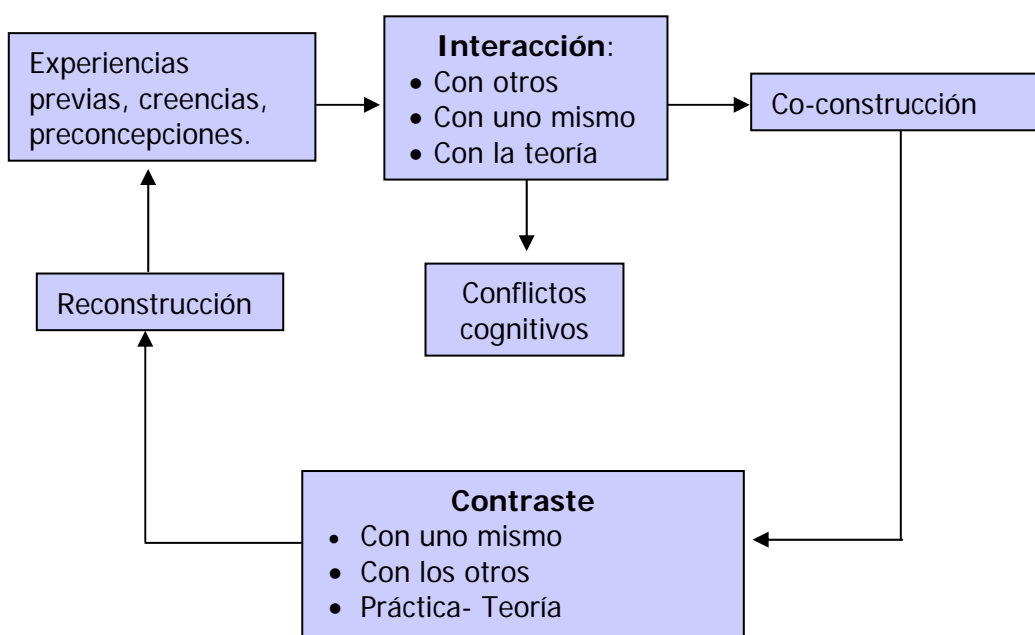 Experiencias
previas, creencias,
preconcepciones.
Interacción:
• Con otros
• Con uno mismo
• Con la teoría
Co-construcción
Conflictos
cognitivos
Reconstrucción
Contraste
• Con uno mismo
• Con los otros
• Práctica- Teoría